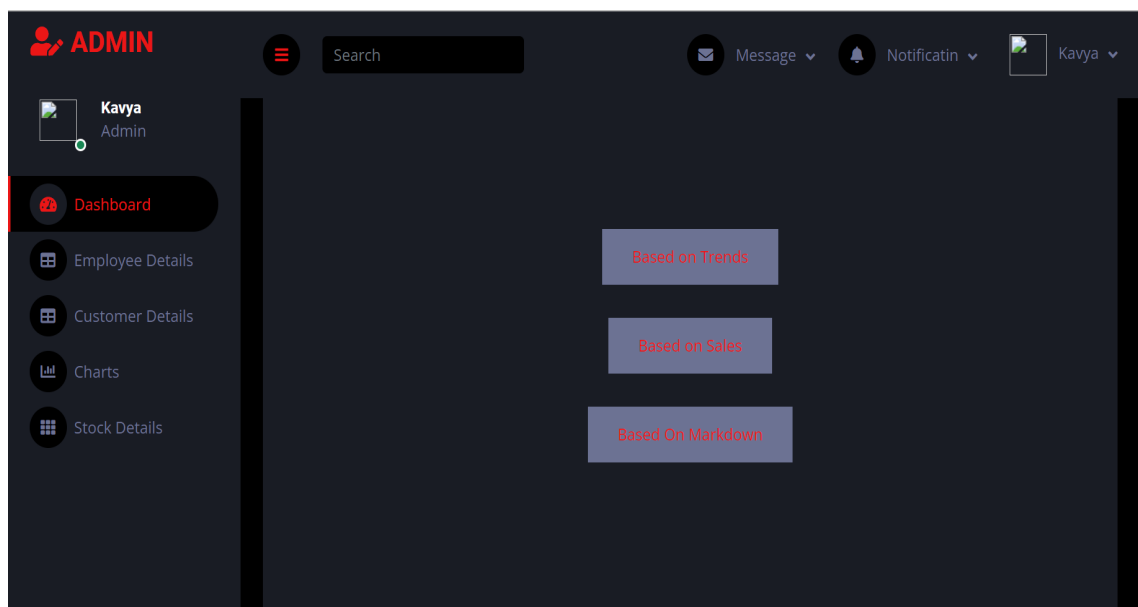 ADMIN
Search
Message
Notificatin
Kavya
Kavya
Admin
Dashboard
Employee Details
Customer Details
Charts
Stock Details
Based on Trends
Based on Sales
Based On Markdown